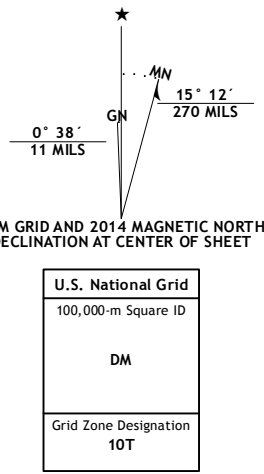 ★
MN
GN
15° 12´
270 MILS
0° 38´
11 MILS
M GRID AND 2014 MAGNETIC NORTH
DECLINATION AT CENTER OF SHEET
U.S. National Grid
100,000-m Square ID
DM
Grid Zone Designation
10T